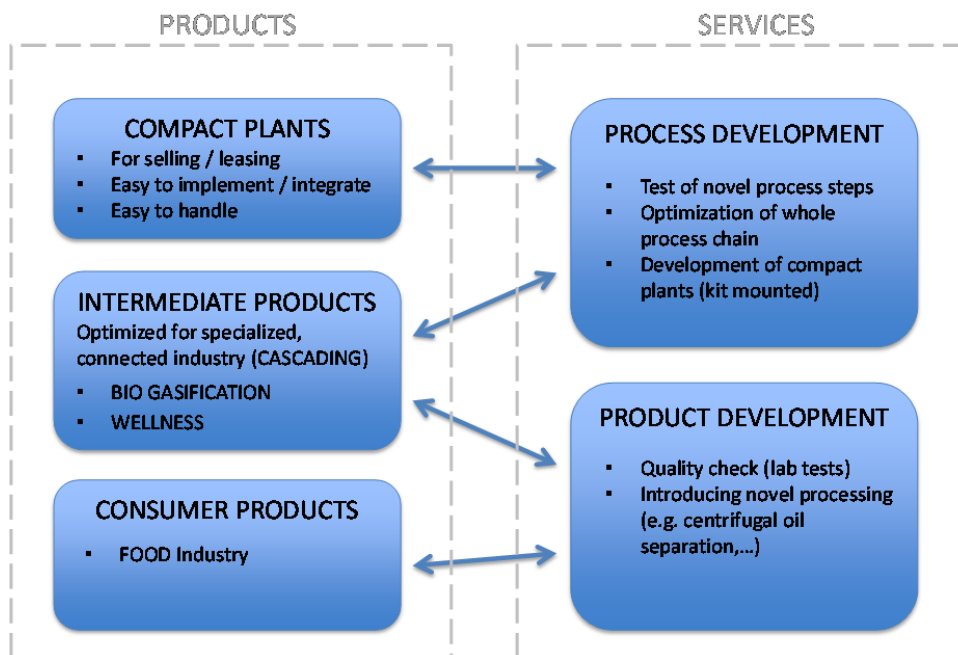 PRODUCTS
COMPACT PLANTS
▪ For selling / leasing
▪ Easy to implement / integrate
▪ Easy to handle
INTERMEDIATE PRODUCTS
Optimized for specialized,
connected industry (CASCADING)
▪ BIO GASIFICATION
▪ WELLNESS
CONSUMER PRODUCTS
▪ FOOD Industry
SERVICES
PROCESS DEVELOPMENT
▪ Test of novel process steps
▪ Optimization of whole
process chain
▪ Development of compact
plants (kit mounted)
PRODUCT DEVELOPMENT
▪ Quality check (lab tests)
▪ Introducing novel processing
(e.g. centrifugal oil
separation,...)